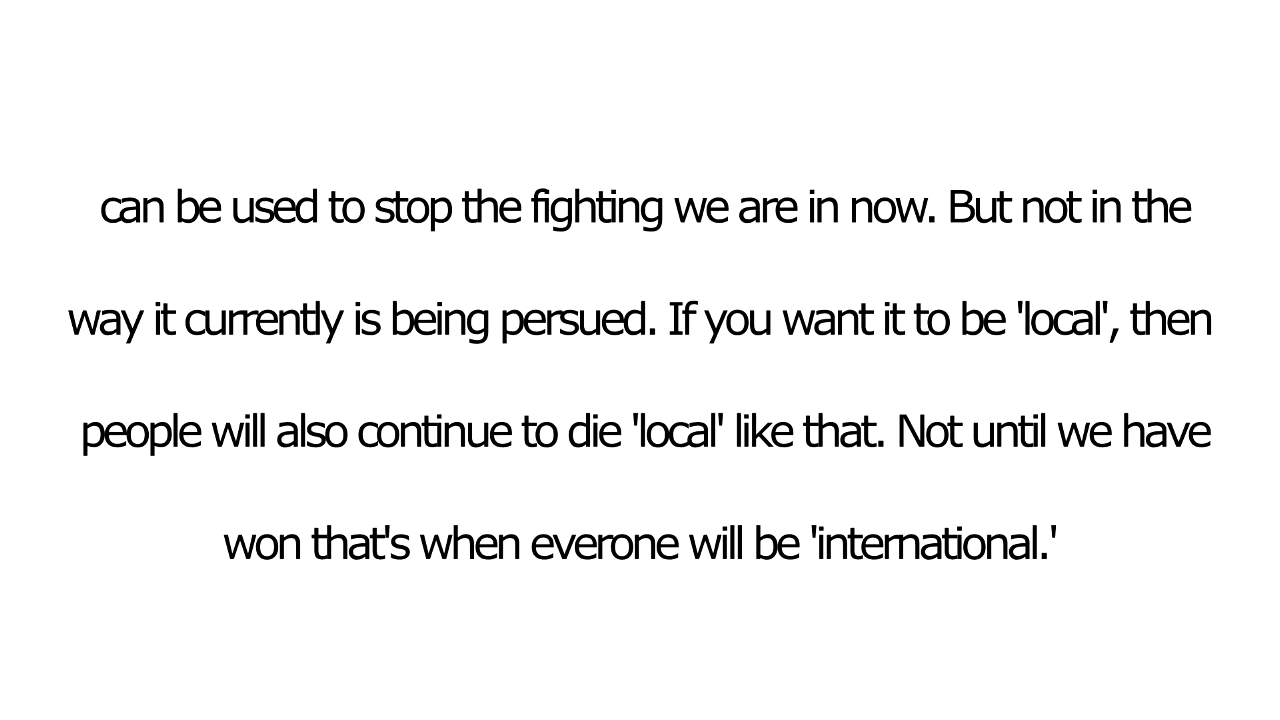 can be used to stop the fighting we are in now. But not in the
way it currently is being persued. If you want it to be 'local', then
people will also continue to die 'local' like that. Not until we have
won that's when everone will be 'international.'